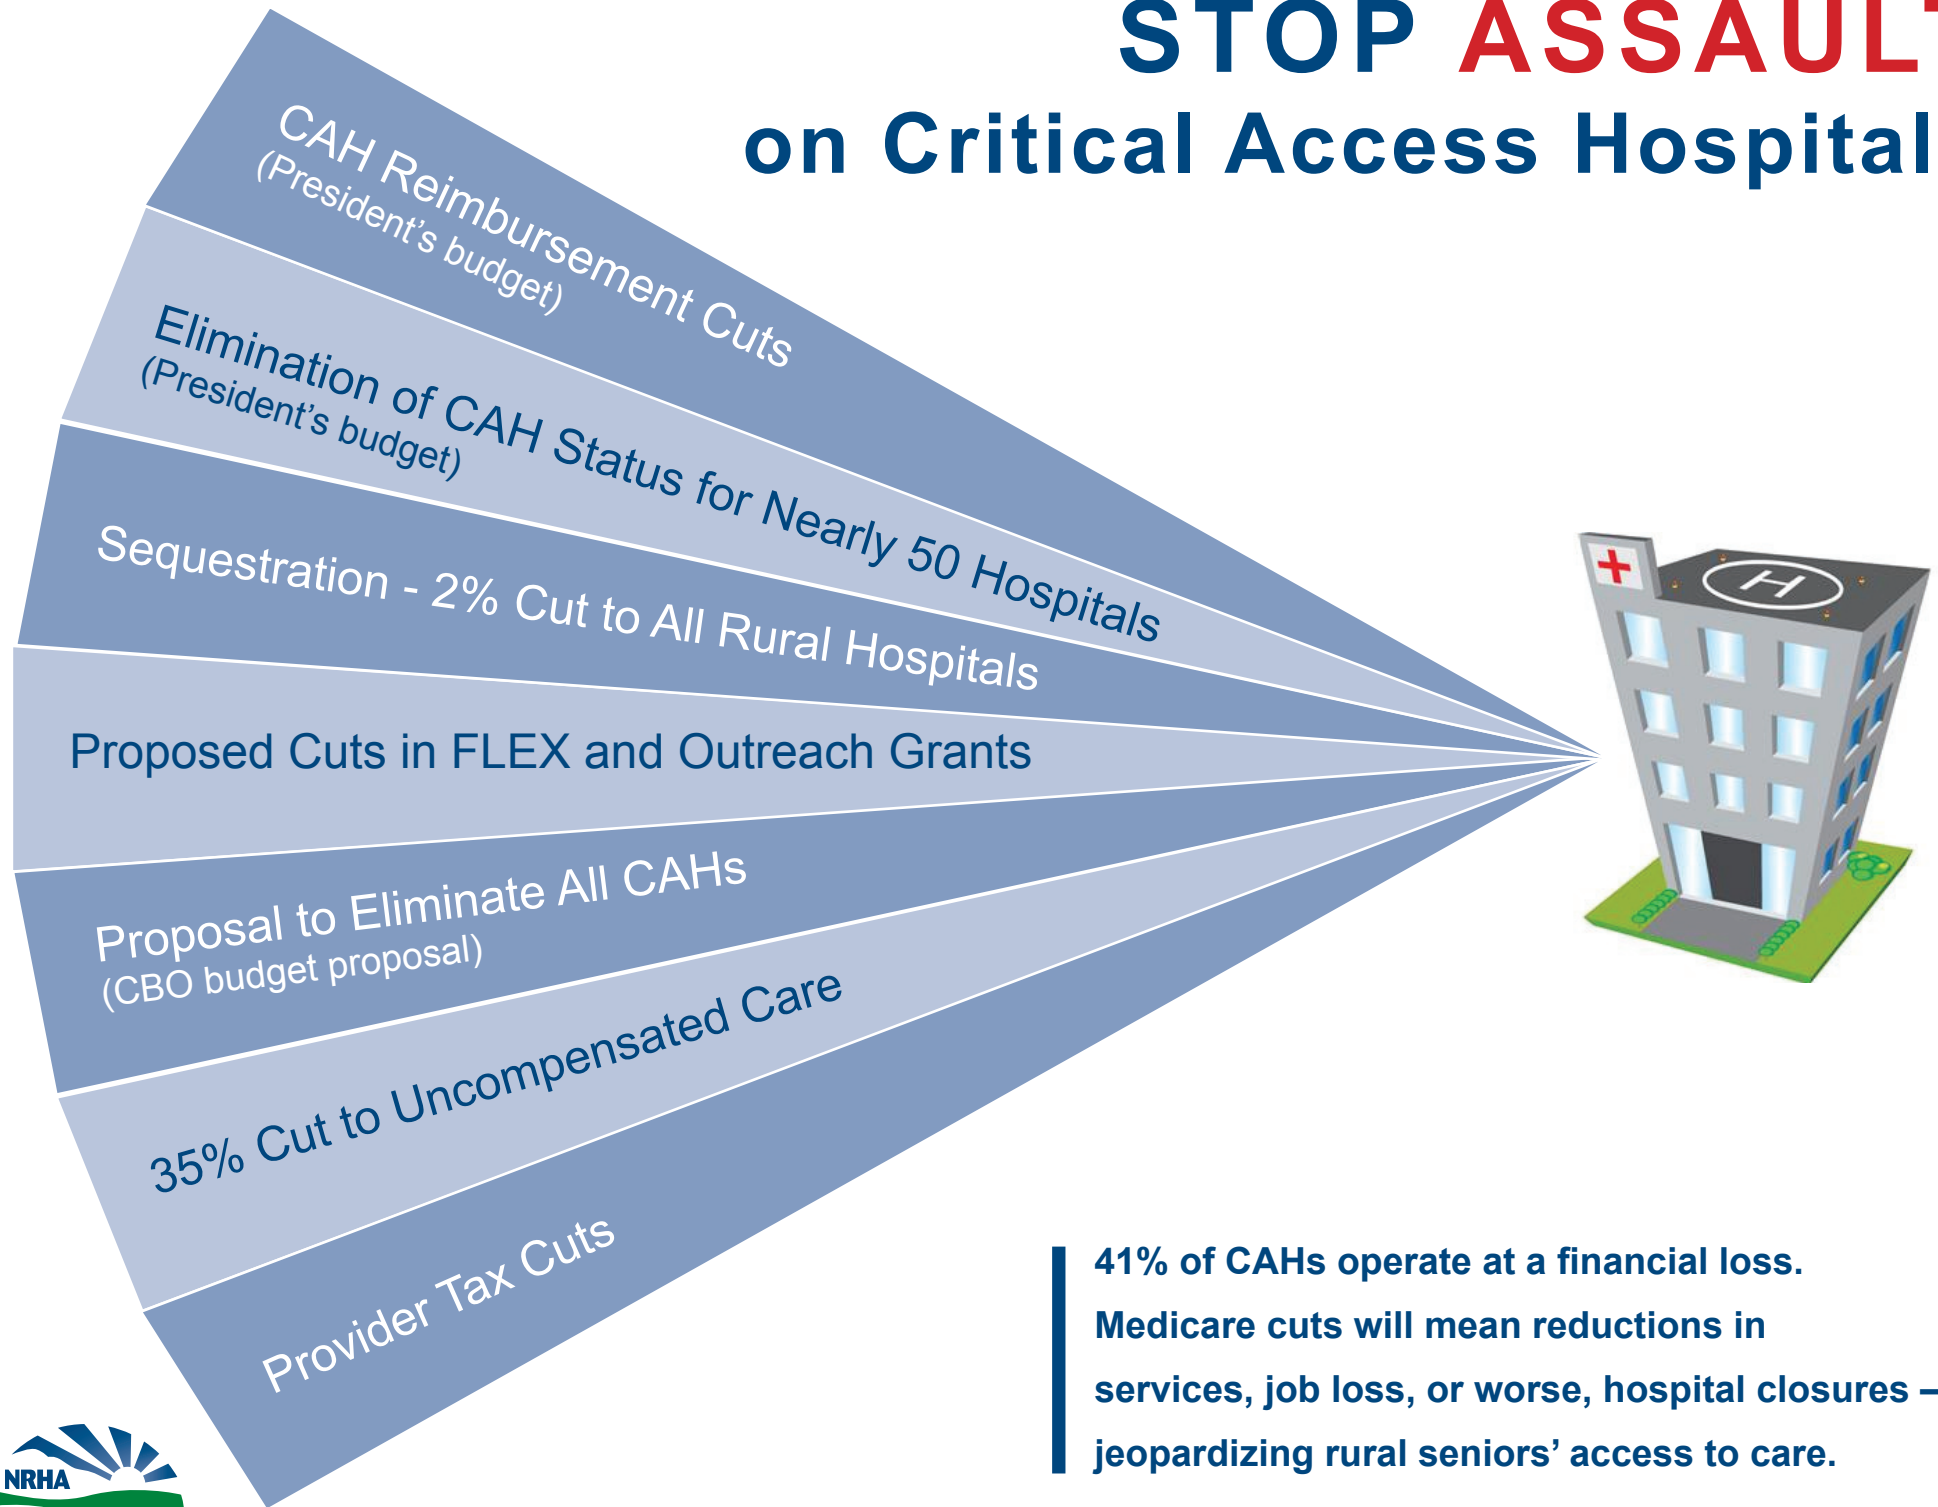 STOP ASSAULT
on Critical Access Hospital
CAH Reimbursement Cuts
(President's budget)
Elimination of CAH Status for Nearly 50 Hospitals
(President's budget)
Sequestration - 2% Cut to All Rural Hospitals
Proposed Cuts in FLEX and Outreach Grants
Proposal to Eliminate All CAHs
(CBO budget proposal)
35% Cut to Uncompensated Care
Provider Tax Cuts
H
41% of CAHs operate at a financial loss.
Medicare cuts will mean reductions in
services, job loss, or worse, hospital closures –
jeopardizing rural seniors' access to care.
NRHA